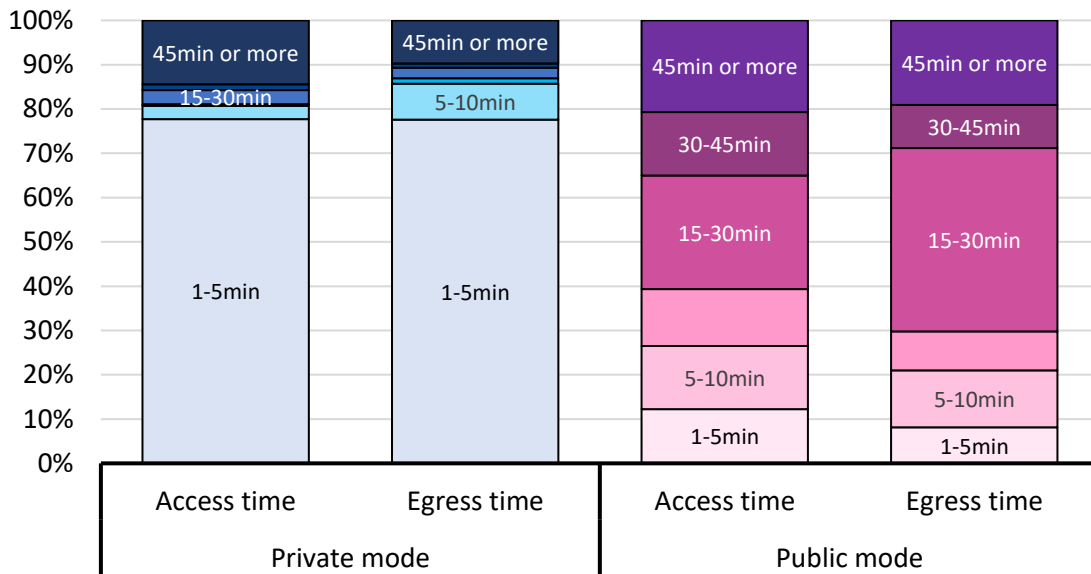 100%
90%
80%
70%
60%
50%
40%
30%
20%
10%
0%
45min or more
15-30min
1-5min
45min or more
5-10min
1-5min
45min or more
30-45min
15-30min
5-10min
1-5min
45min or more
30-45min
15-30min
5-10min
1-5min
Access time Egress time Access time Egress time
Private mode Public mode